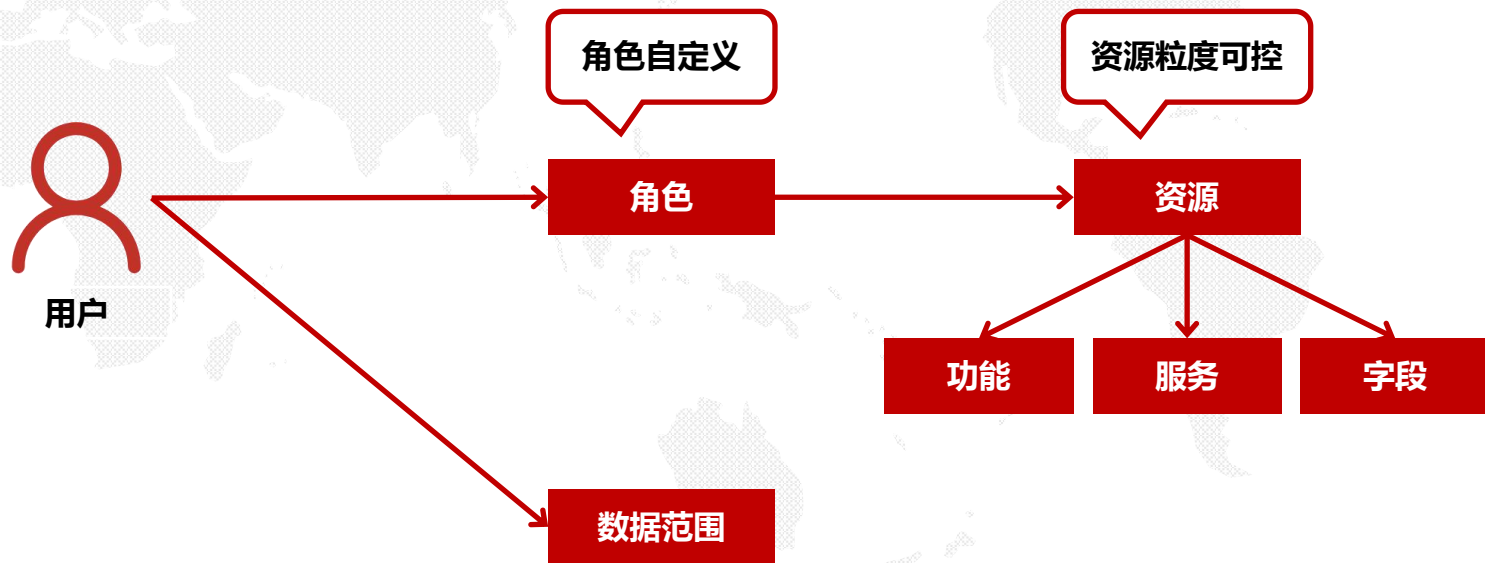 角色自定义
资源粒度可控
角色
资源
用户
功能
服务
字段
数据范围